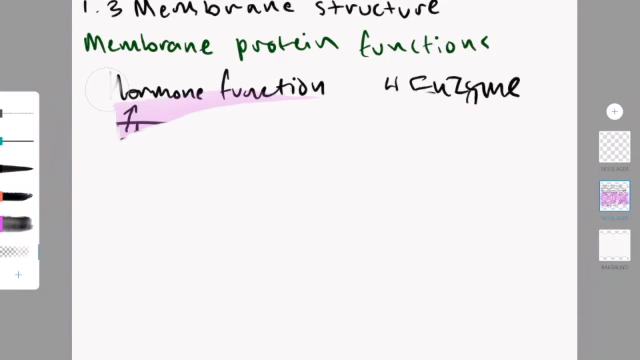 1.3 Membrane structure
Membrane protein functions
Hormone function 4 Enzyme